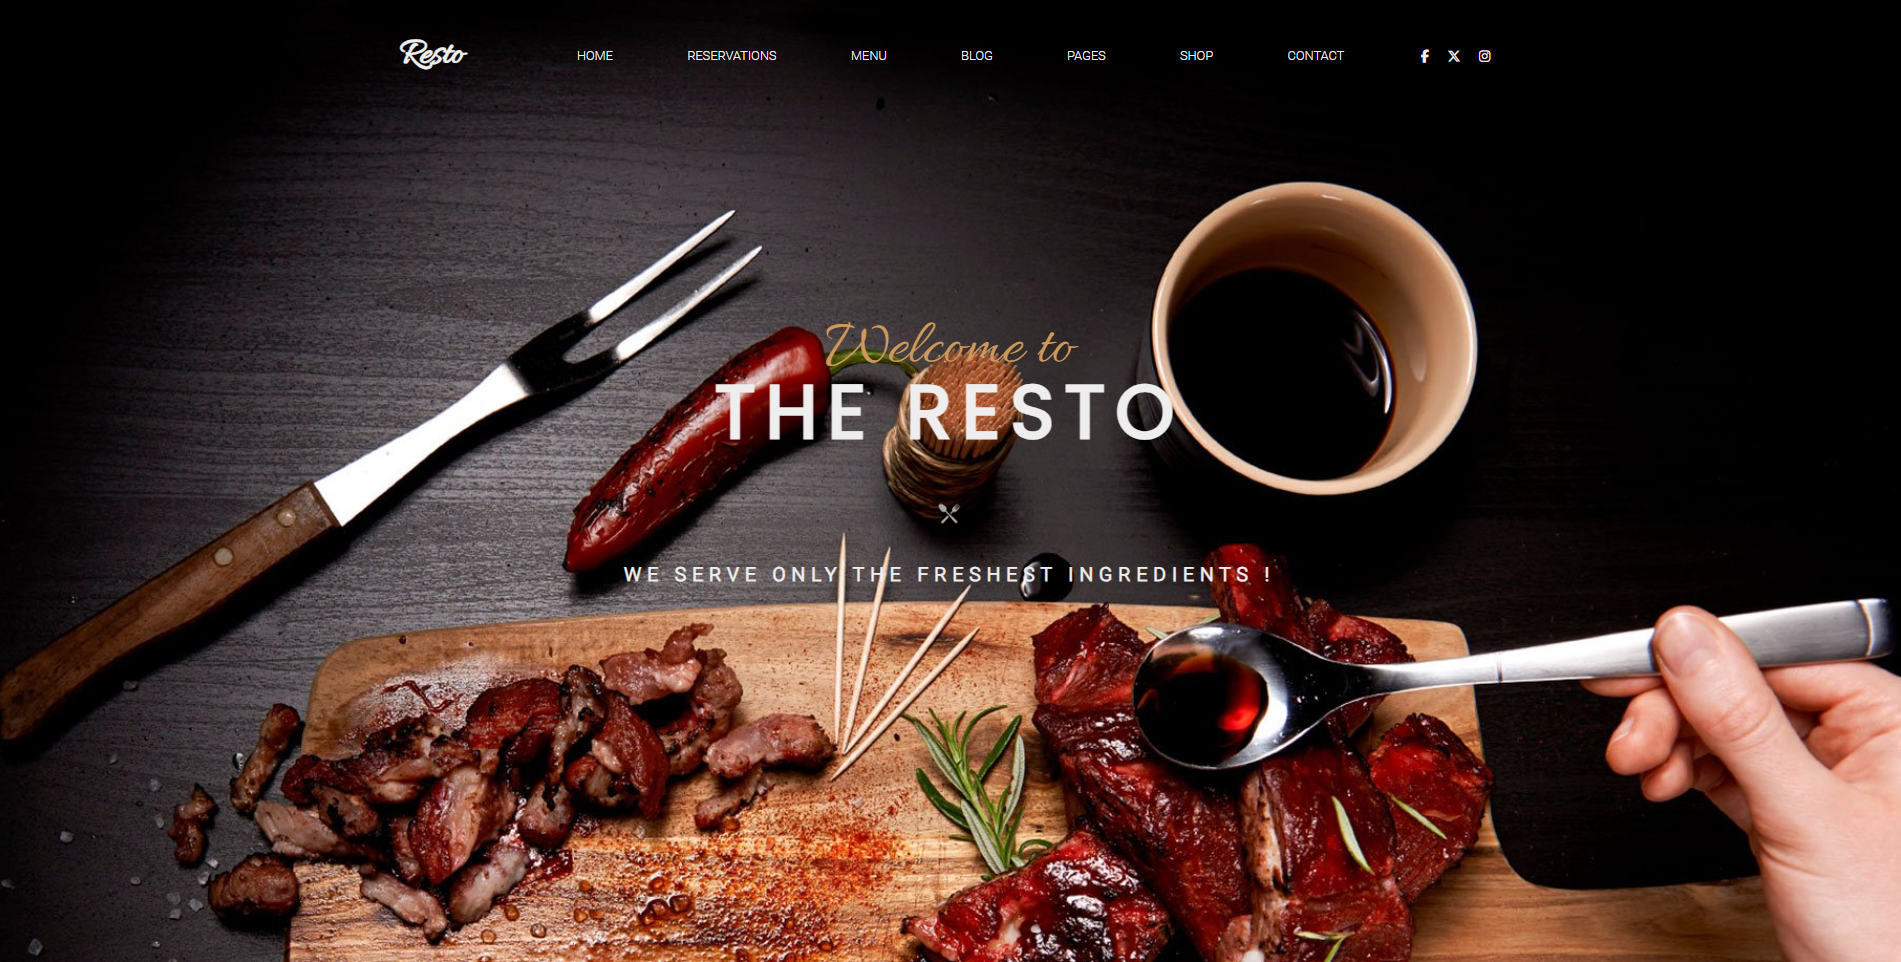 Resto
HOME RESERVATIONS MENU BLOG PAGES SHOP CONTACT
Welcome to
THE RESTO
WE SERVE ONLY THE FRESHEST INGREDIENTS !